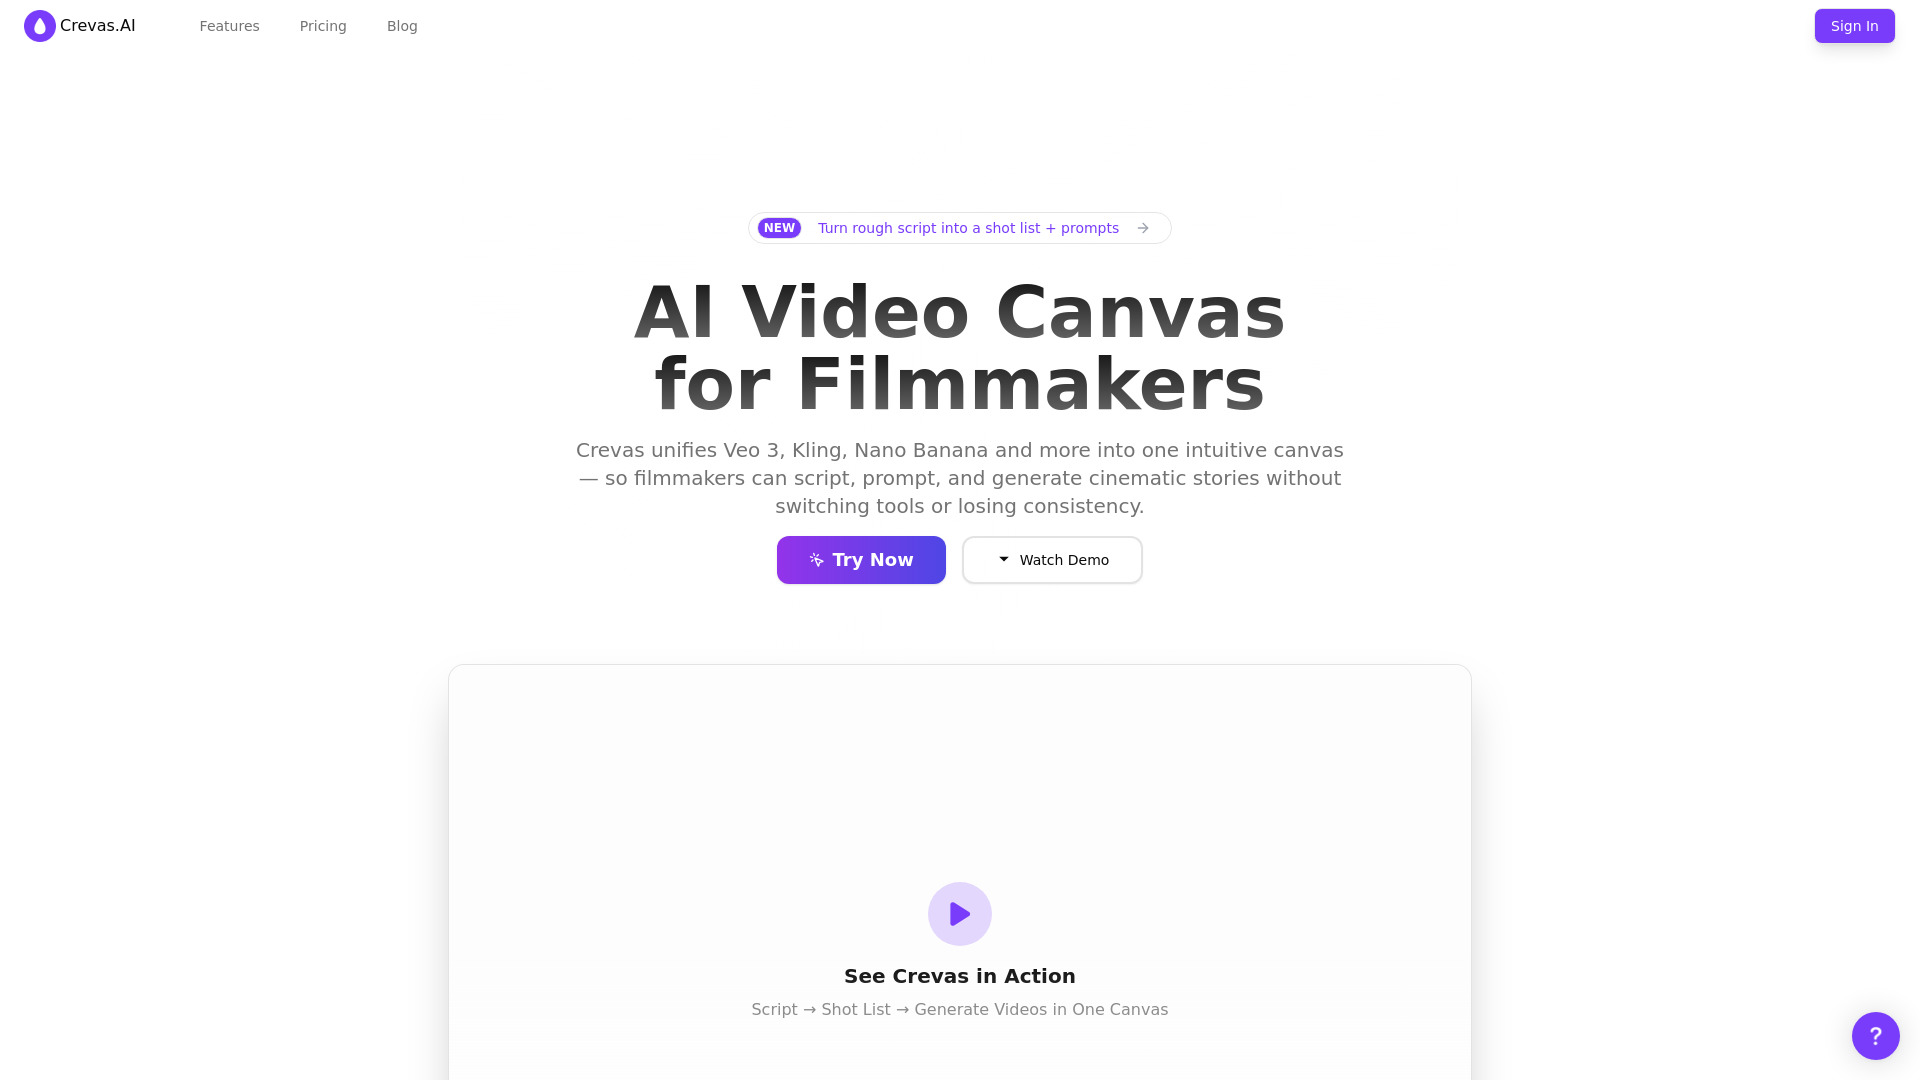 Crevas.AI
Features
Pricing
Blog
Sign In
NEW
Turn rough script into a shot list + prompts
AI Video Canvas
for Filmmakers
Crevas unifies Veo 3, Kling, Nano Banana and more into one intuitive canvas
— so filmmakers can script, prompt, and generate cinematic stories without
switching tools or losing consistency.
Try Now
Watch Demo
See Crevas in Action
Script → Shot List → Generate Videos in One Canvas
?